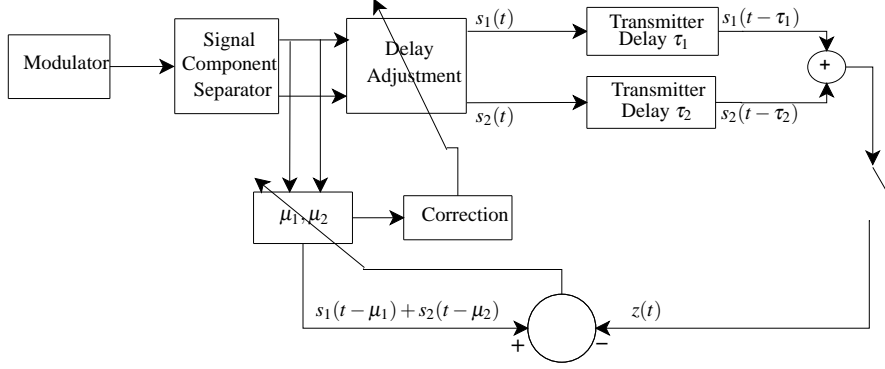 Modulator
Signal
Component
Separator
Delay
Adjustment
s₁(t)
s₂(t)
Transmitter
Delay τ₁
Transmitter
Delay τ₂
s₁(t−τ₁)
s₂(t−τ₂)
+
μ₁,μ₂
Correction
s₁(t−μ₁)+s₂(t−μ₂)
+
−
z(t)